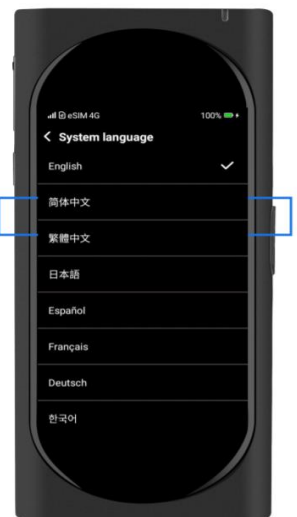 eSIM 4G 100%
System language
English
简体中文
繁體中文
日本語
Español
Français
Deutsch
한국어